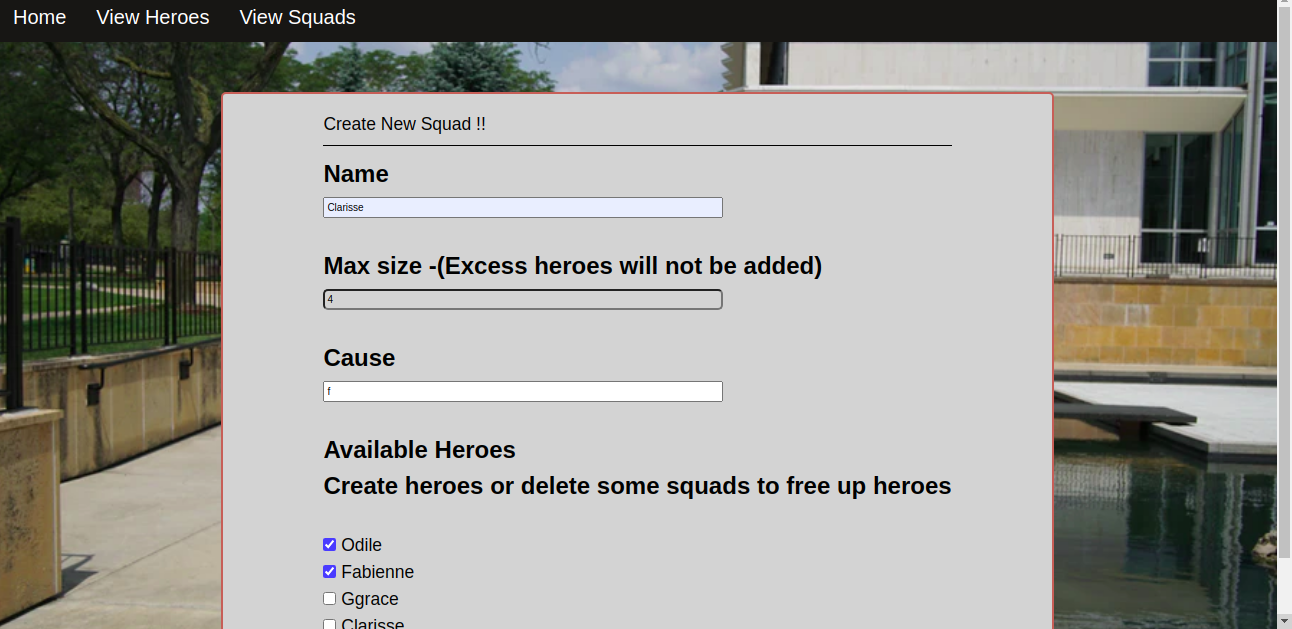 Home View Heroes View Squads
Create New Squad !!
Name
Clarisse
Max size -(Excess heroes will not be added)
4
Cause
f
Available Heroes
Create heroes or delete some squads to free up heroes
Odile
Fabienne
Ggrace
Clarisse